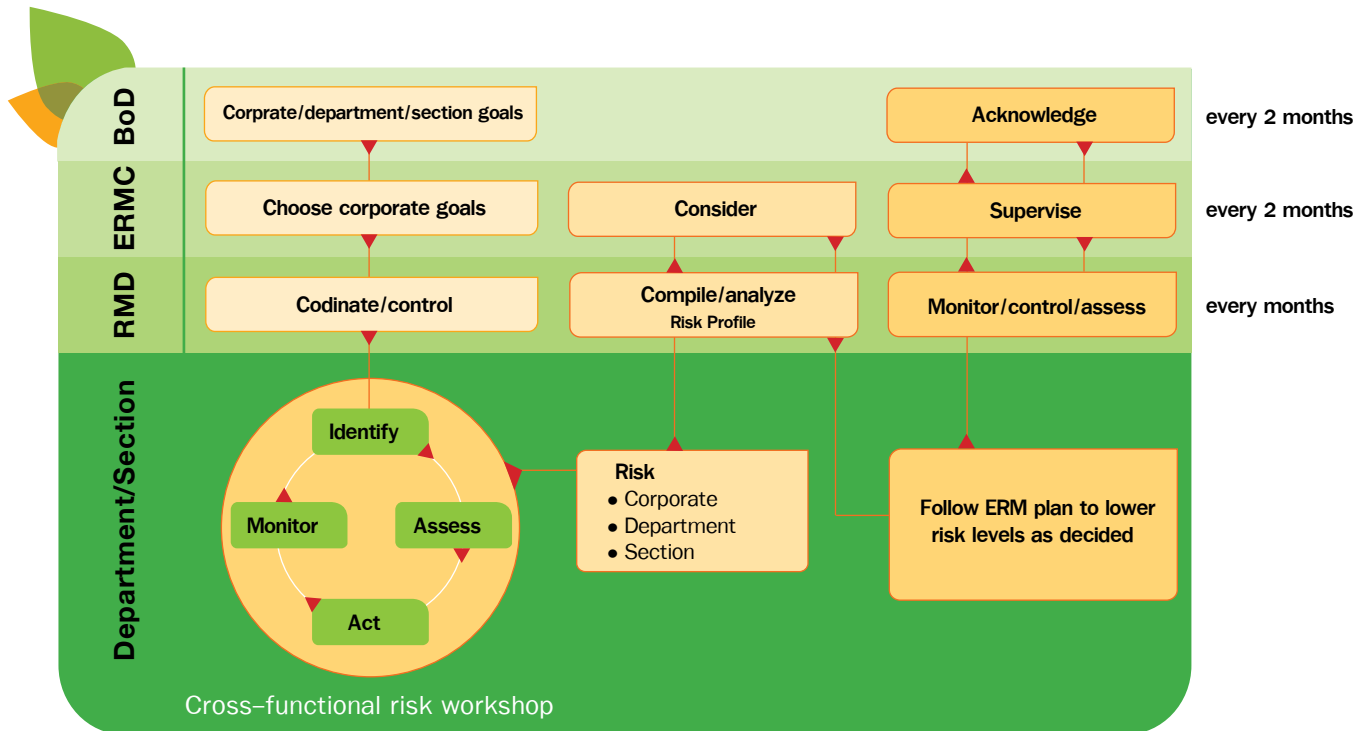 BoD
Corprate/department/section goals
Acknowledge
every 2 months
ERMC
Choose corporate goals
Consider
Supervise
every 2 months
RMD
Codinate/control
Compile/analyze
Risk Profile
Monitor/control/assess
every months
Department/Section
Identify
Monitor
Assess
Act
Risk
• Corporate
• Department
• Section
Follow ERM plan to lower
risk levels as decided
Cross–functional risk workshop